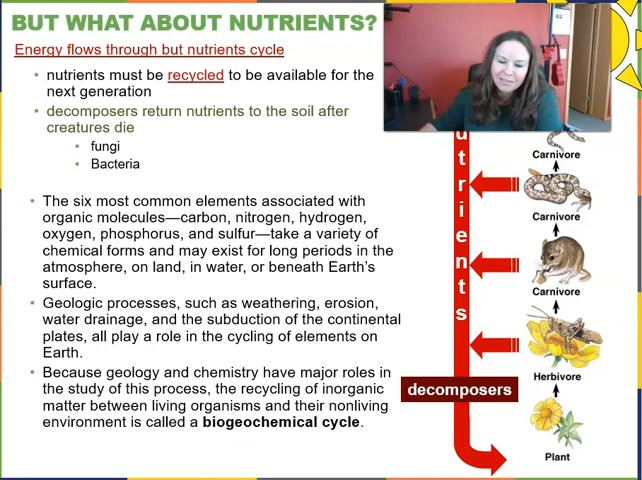 BUT WHAT ABOUT NUTRIENTS?
Energy flows through but nutrients cycle
• nutrients must be recycled to be available for the
next generation
• decomposers return nutrients to the soil after
creatures die
• fungi
• Bacteria
• The six most common elements associated with
organic molecules—carbon, nitrogen, hydrogen,
oxygen, phosphorus, and sulfur—take a variety of
chemical forms and may exist for long periods in the
atmosphere, on land, in water, or beneath Earth's
surface.
• Geologic processes, such as weathering, erosion,
water drainage, and the subduction of the continental
plates, all play a role in the cycling of elements on
Earth.
• Because geology and chemistry have major roles in
the study of this process, the recycling of inorganic
matter between living organisms and their nonliving
environment is called a biogeochemical cycle.
u
t
r
i
e
n
t
s
decomposers
Carnivore
Carnivore
Carnivore
Herbivore
Plant